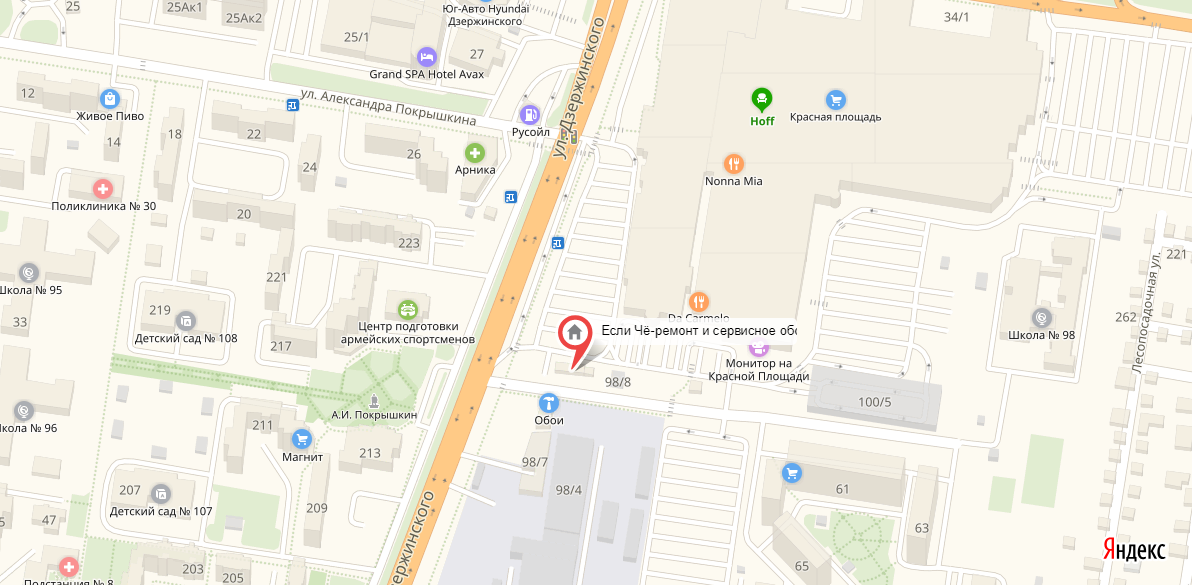 25Ак1
25Ак2
Юг-Авто Hyundai
Дзержинского
34/1
25/1
27
Grand SPA Hotel Avax
ул. Дзержинского
12
Живое Пиво
ул. Александра Покрышкина
Русойл
Hoff
Красная площадь
14
18
22
24
26
Арника
Nonna Mia
Поликлиника № 30
20
223
221
Школа № 95
33
219
Детский сад № 108
217
Центр подготовки
армейских спортсменов
Da Carmelo
Если Чё-ремонт и сервисное обс
Монитор на
Красной Площади
98/8
100/5
Школа № 98
262
221
Лесопосадочная ул.
А.И. Покрышкин
Обои
Школа № 96
211
Магнит
213
98/7
98/4
207
Детский сад № 107
209
47
61
63
65
Дзержинского
203
205
Подстанция № 8
Яндекс